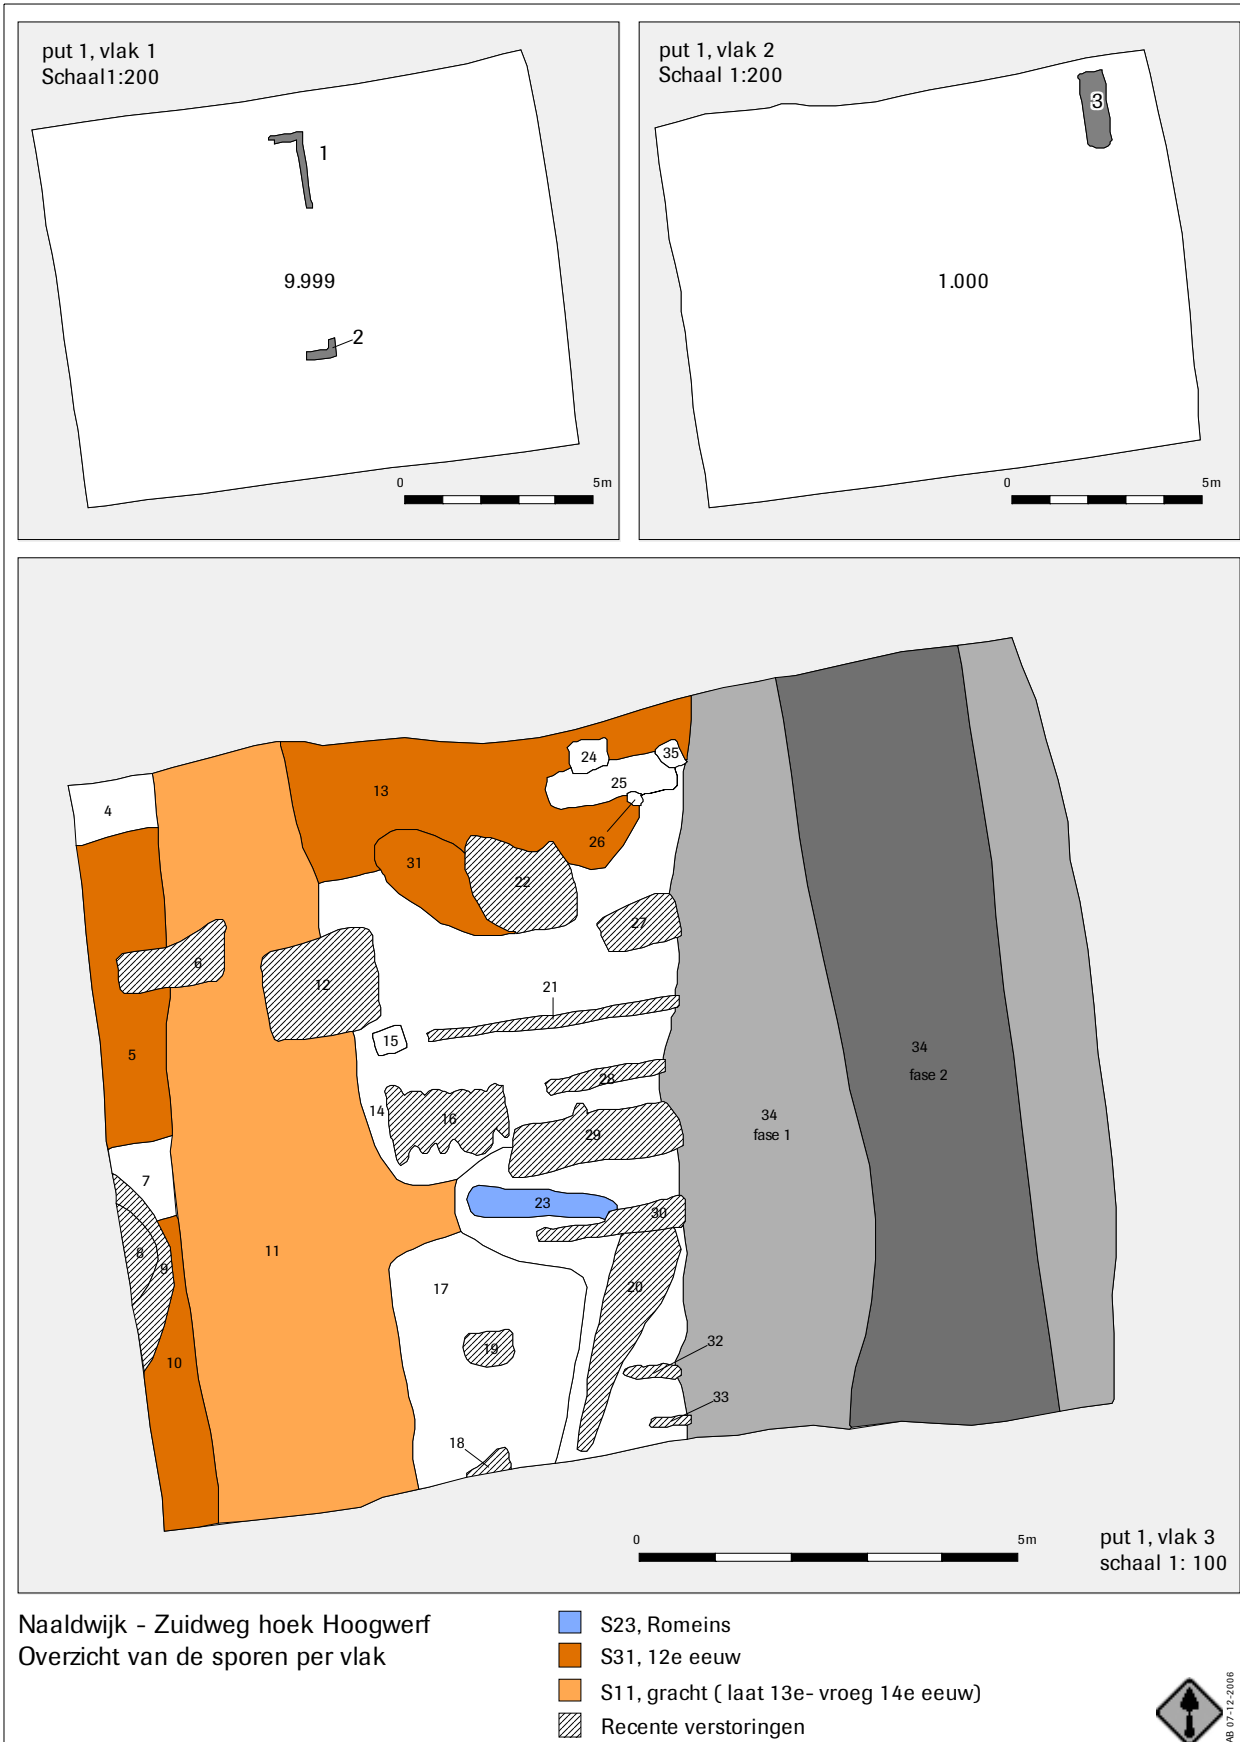 put 1, vlak 1
Schaal1:200
1
9.999
2
0 5m
put 1, vlak 2
Schaal 1:200
3
1.000
0 5m
35
24
25
4
13
26
31
22
27
6
12
21
15
5
28
14
16
29
34
fase 2
34
fase 1
7
23
30
8
9
11
17
20
32
19
10
33
18
0 5m
put 1, vlak 3
schaal 1: 100
Naaldwijk - Zuidweg hoek Hoogwerf
Overzicht van de sporen per vlak
S23, Romeins
S31, 12e eeuw
S11, gracht ( laat 13e- vroeg 14e eeuw)
Recente verstoringen
AB 07-12-2006